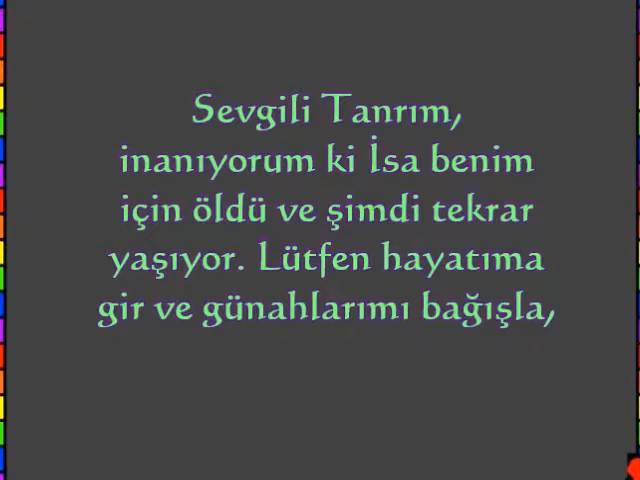 Sevgili Tanrım,
inanıyorum ki İsa benim
için öldü ve şimdi tekrar
yaşıyor. Lütfen hayatıma
gir ve günahlarımı bağışla,